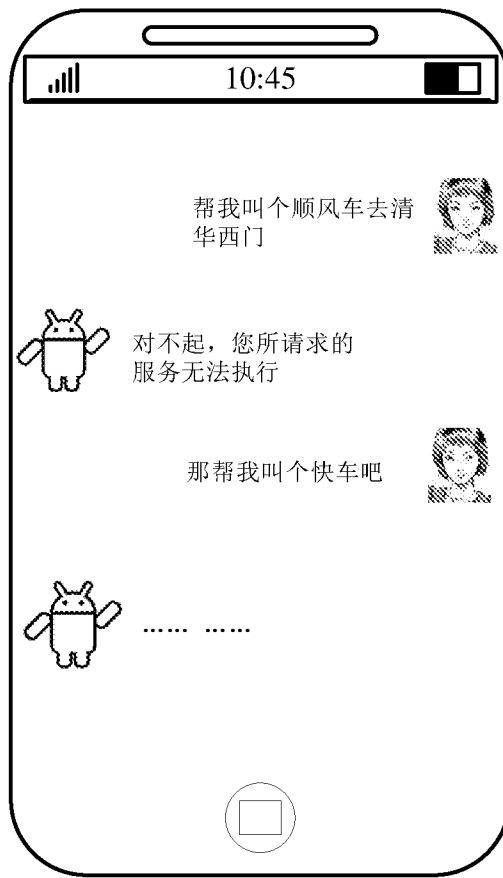 10:45
帮我叫个顺风车去清
华西门
对不起，您所请求的
服务无法执行
那帮我叫个快车吧
…… ……